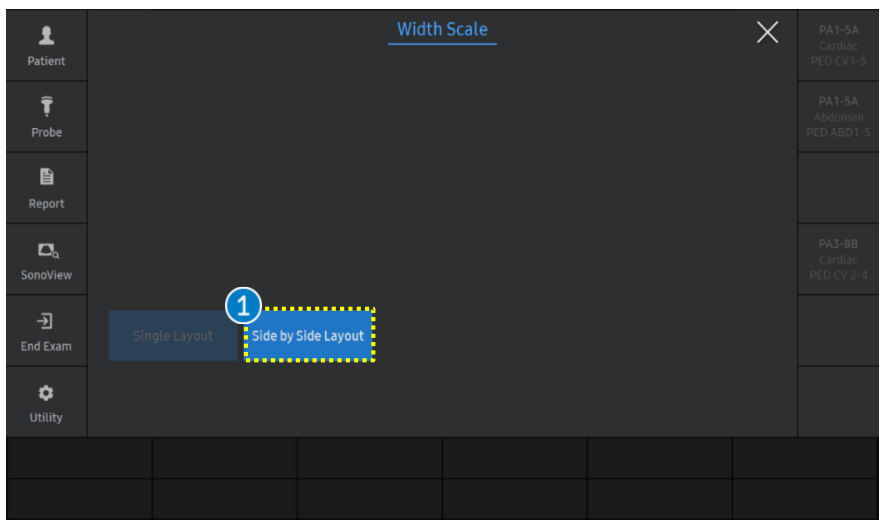 Patient
Probe
Report
SonoView
End Exam
Utility
Width Scale
1
Single Layout
Side by Side Layout
PA1-5A
Cardiac
PED CV1-5
PA1-5A
Abdomen
PED ABD1-5
PA3-8B
Cardiac
PED CV 2-4